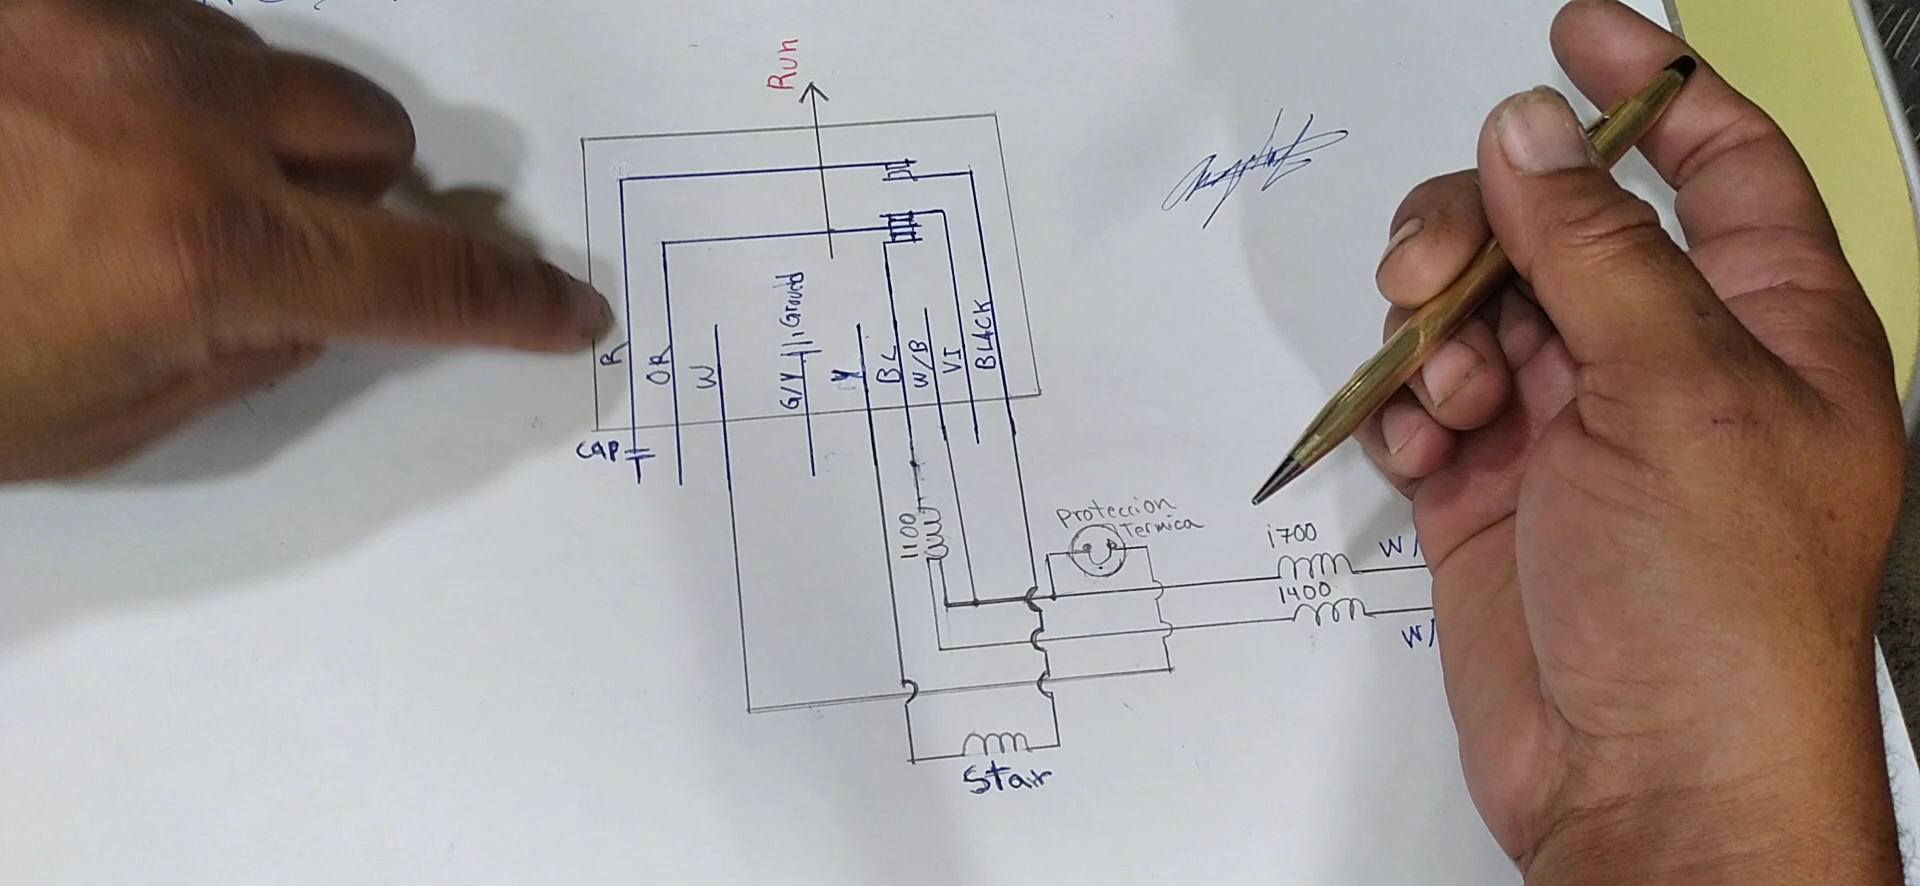 Run
R
OR
W
G/Y
Ground
Y
BL
W/B
VI
BLACK
Cap
1100
Proteccion
Termica
1700
W/
1400
W/
Star